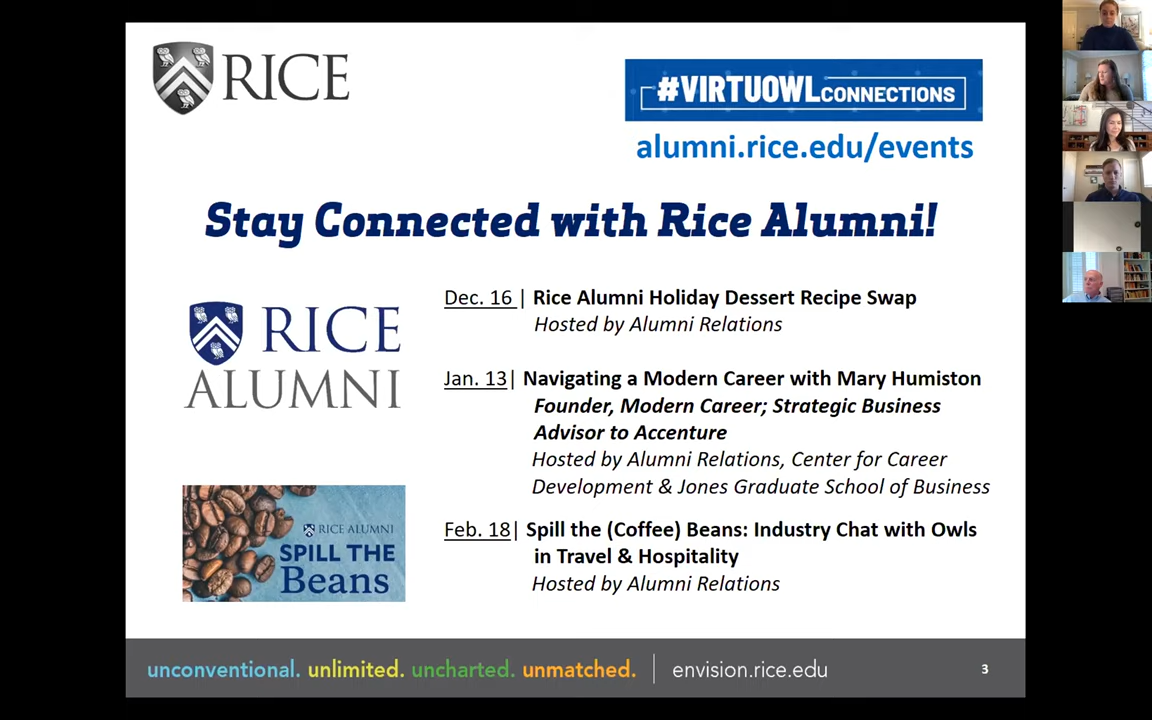 RICE
#VIRTUOWL CONNECTIONS
alumni.rice.edu/events
Stay Connected with Rice Alumni!
RICE
ALUMNI
Dec. 16 | Rice Alumni Holiday Dessert Recipe Swap
Hosted by Alumni Relations
Jan. 13| Navigating a Modern Career with Mary Humiston
Founder, Modern Career; Strategic Business
Advisor to Accenture
Hosted by Alumni Relations, Center for Career
Development & Jones Graduate School of Business
RICE ALUMNI
SPILL THE
Beans
Feb. 18| Spill the (Coffee) Beans: Industry Chat with Owls
in Travel & Hospitality
Hosted by Alumni Relations
unconventional. unlimited. uncharted. unmatched. | envision.rice.edu
3